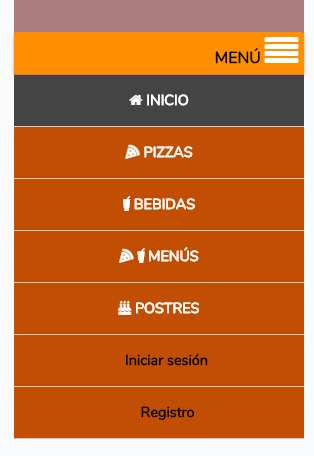 MENÚ
INICIO
PIZZAS
BEBIDAS
MENÚS
POSTRES
Iniciar sesión
Registro